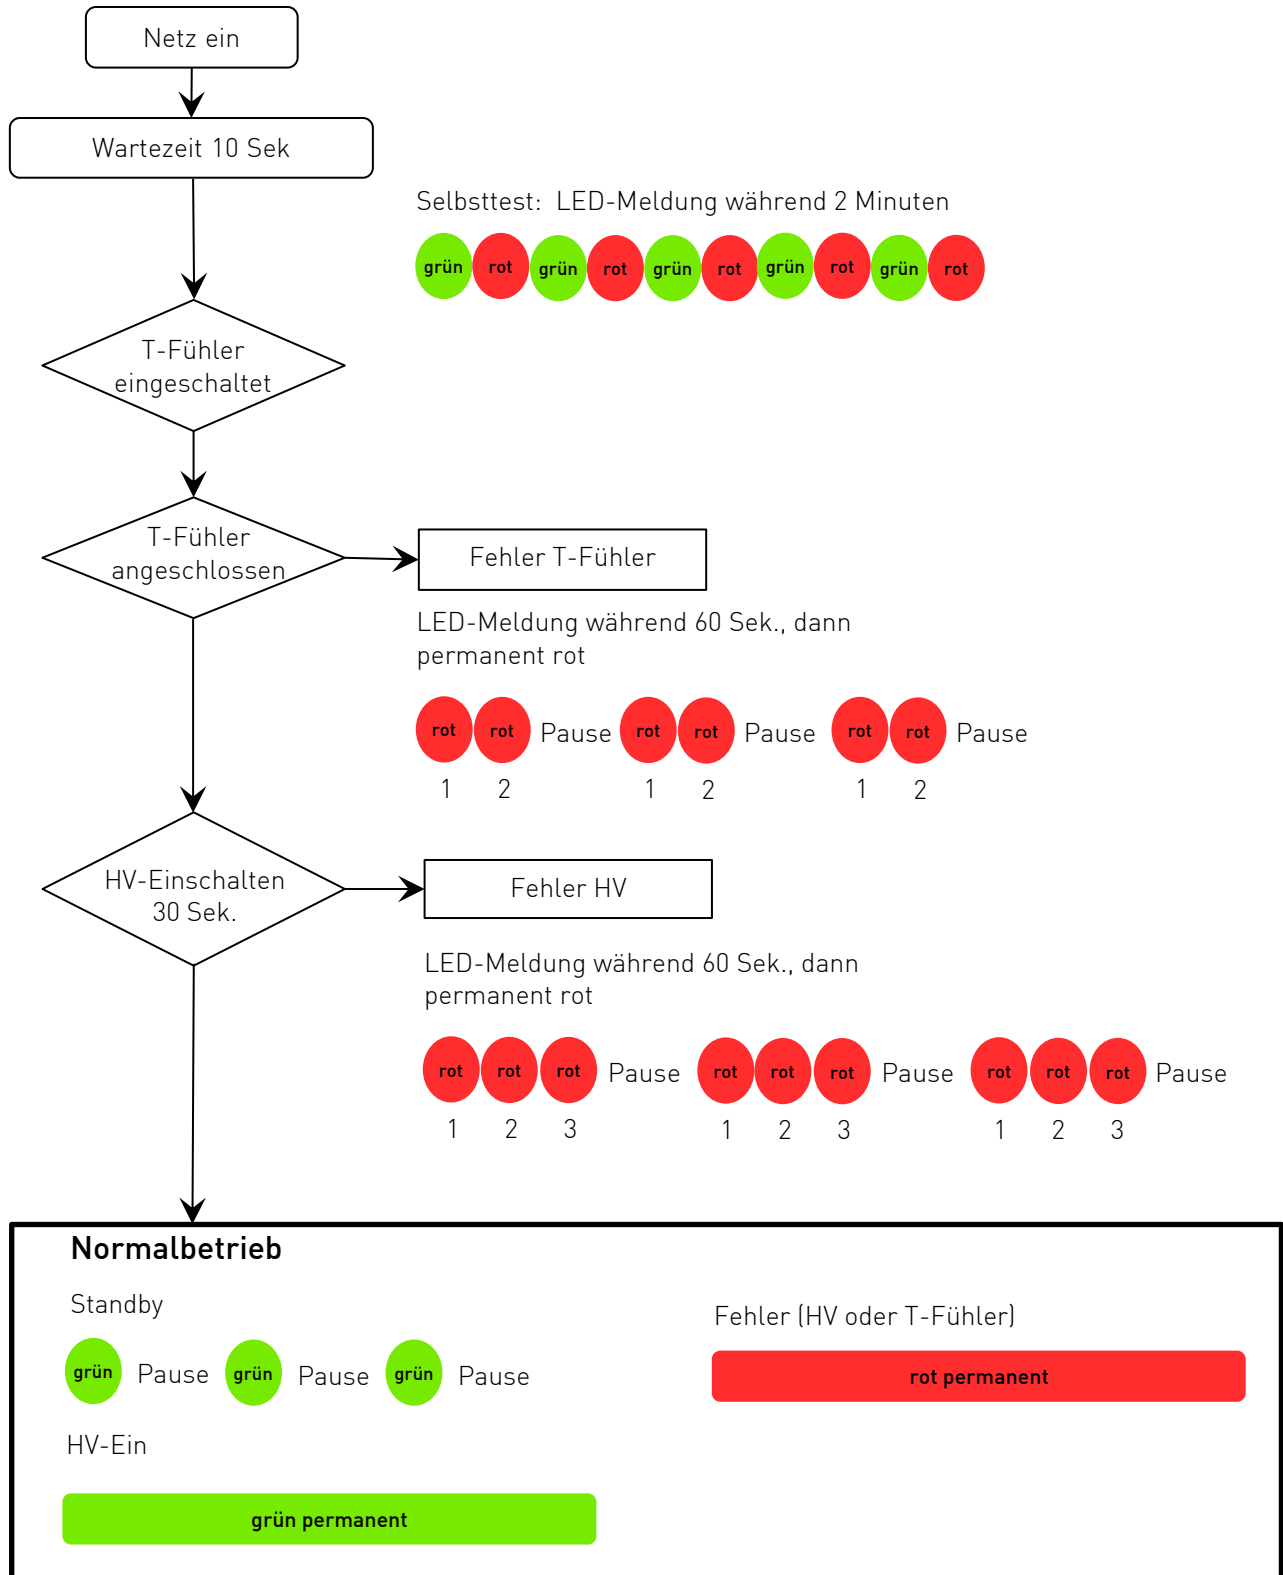 Netz ein
Wartezeit 10 Sek
Selbsttest: LED-Meldung während 2 Minuten
grün rot grün rot grün rot grün rot grün rot
T-Fühler
eingeschaltet
T-Fühler
angeschlossen
Fehler T-Fühler
LED-Meldung während 60 Sek., dann
permanent rot
rot rot Pause rot rot Pause rot rot Pause
1 2 1 2 1 2
HV-Einschalten
30 Sek.
Fehler HV
LED-Meldung während 60 Sek., dann
permanent rot
rot rot rot Pause rot rot rot Pause rot rot rot Pause
1 2 3 1 2 3 1 2 3
Normalbetrieb
Standby
grün Pause grün Pause grün Pause
HV-Ein
grün permanent
Fehler (HV oder T-Fühler)
rot permanent